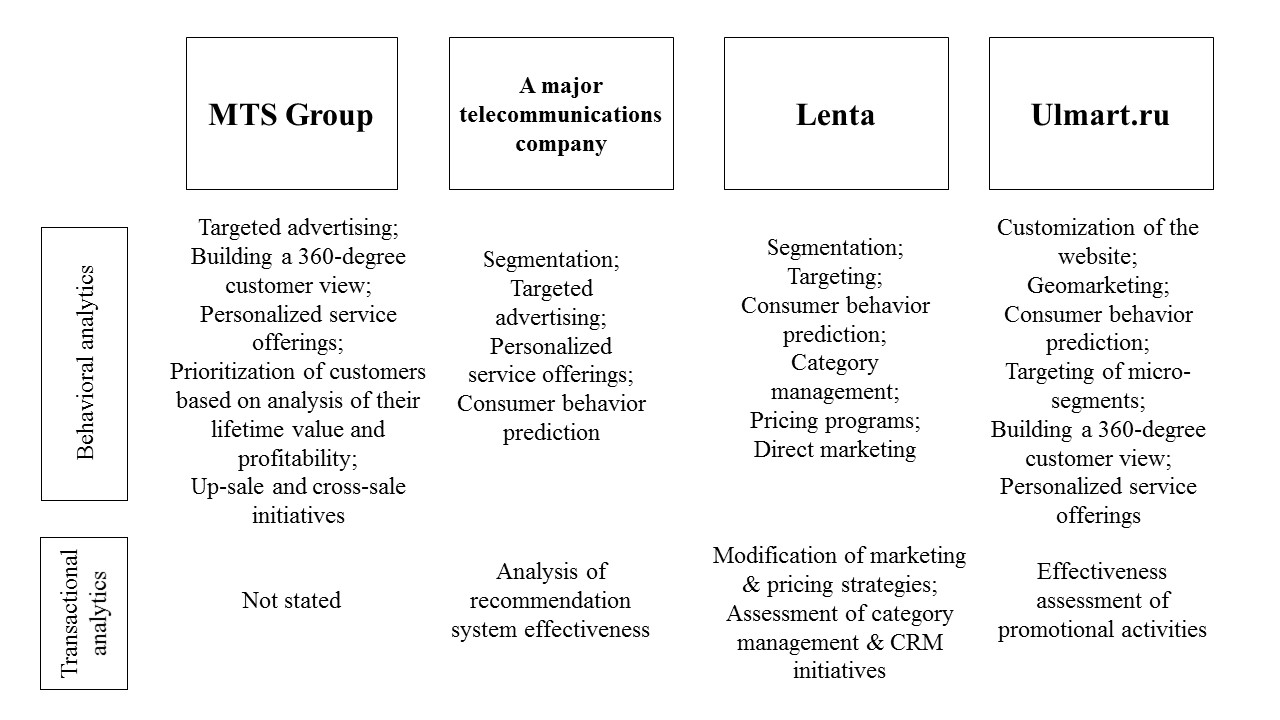 MTS Group
A major
telecommunications
company
Lenta
Ulmart.ru
Behavioral analytics
Targeted advertising;
Building a 360-degree
customer view;
Personalized service
offerings;
Prioritization of customers
based on analysis of their
lifetime value and
profitability;
Up-sale and cross-sale
initiatives
Segmentation;
Targeted
advertising;
Personalized
service offerings;
Consumer behavior
prediction
Segmentation;
Targeting;
Consumer behavior
prediction;
Category
management;
Pricing programs;
Direct marketing
Customization of the
website;
Geomarketing;
Consumer behavior
prediction;
Targeting of micro-
segments;
Building a 360-degree
customer view;
Personalized service
offerings
Transactional
analytics
Not stated
Analysis of
recommendation
system effectiveness
Modification of marketing
& pricing strategies;
Assessment of category
management & CRM
initiatives
Effectiveness
assessment of
promotional activities